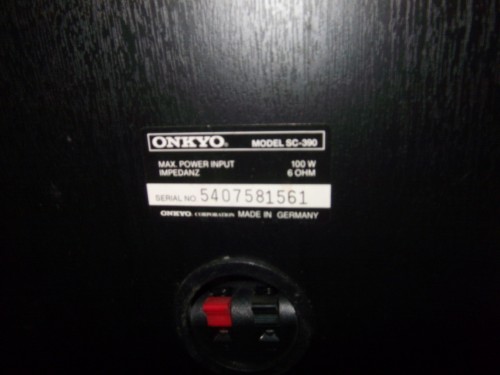 ONKYO. MODEL SC-390
MAX. POWER INPUT 100 W
IMPEDANZ 6 OHM
SERIAL NO. 5407581561
ONKYO. CORPORATION MADE IN GERMANY